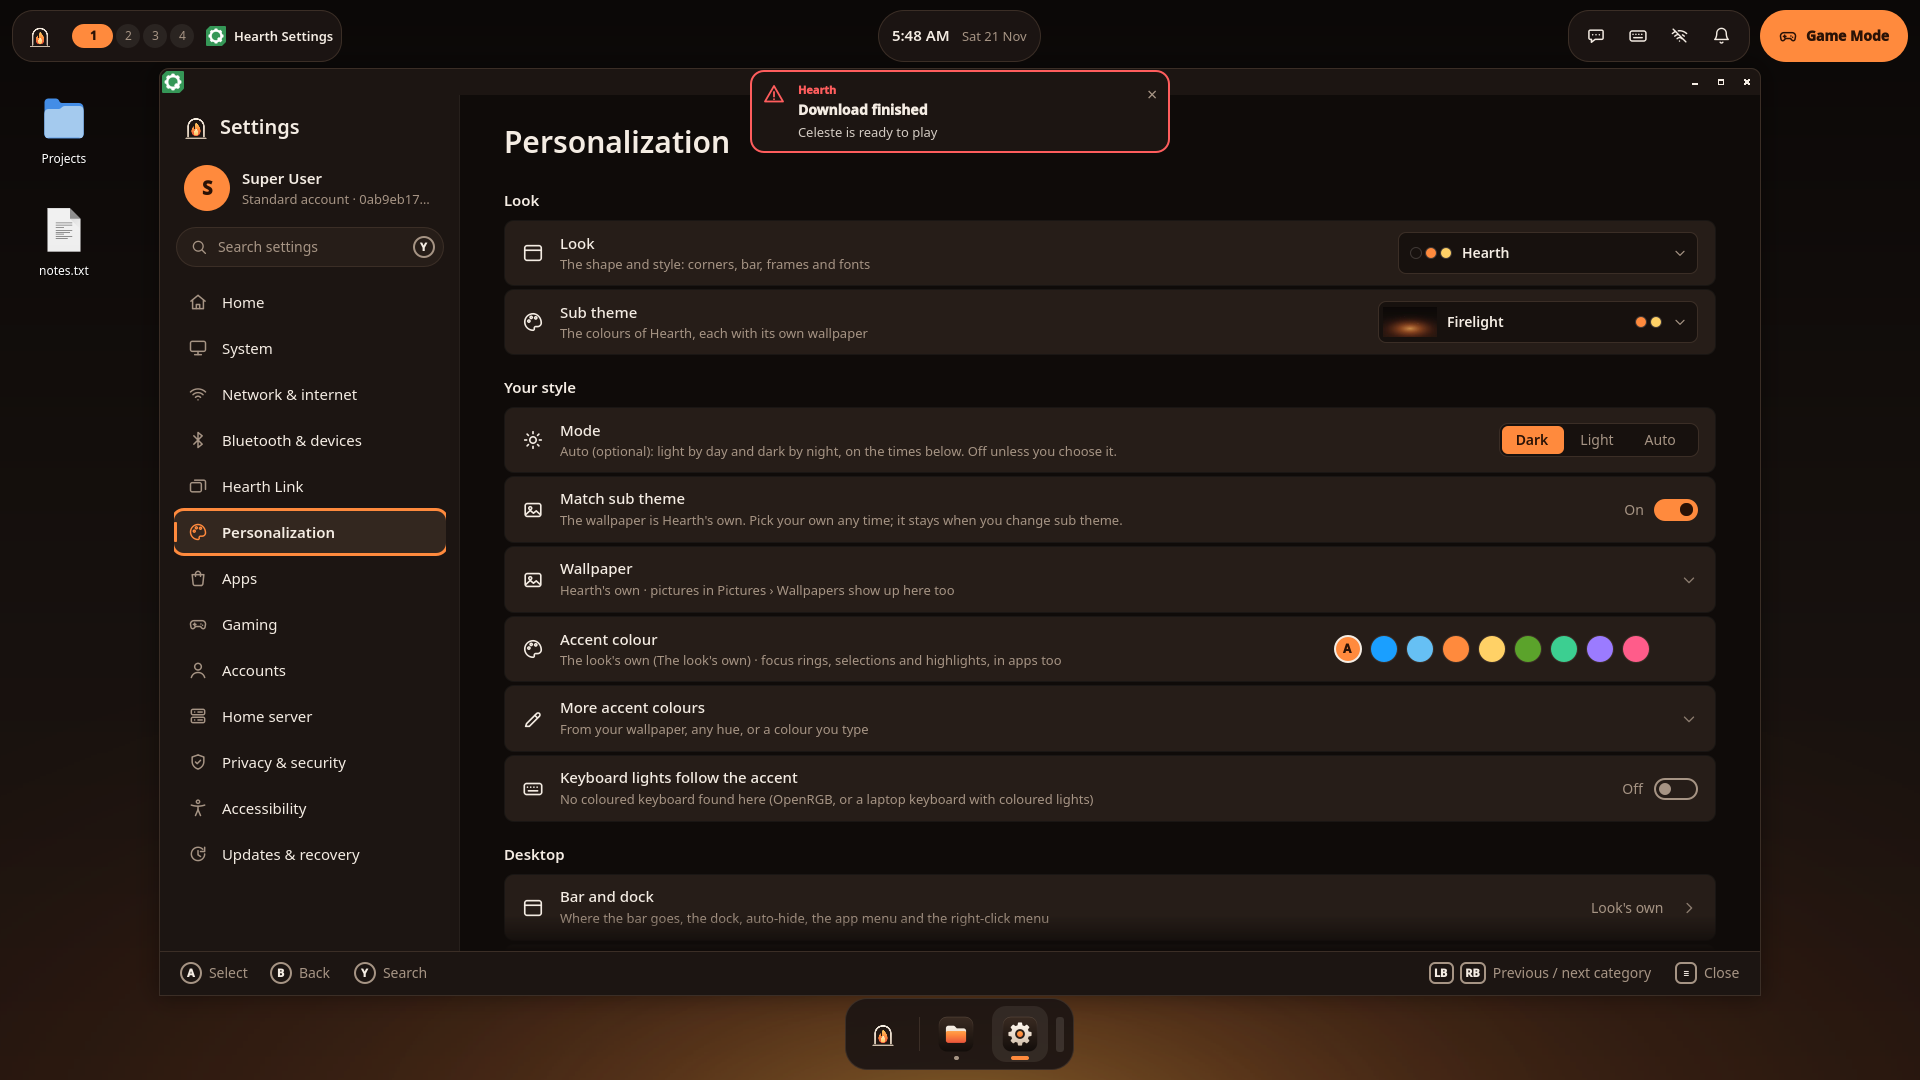 1 2 3 4 Hearth Settings
5:48 AM Sat 21 Nov
Game Mode
Projects
notes.txt
Hearth
Download finished
Celeste is ready to play
Settings
S
Super User
Standard account · 0ab9eb17...
Search settings Y
Home
System
Network & internet
Bluetooth & devices
Hearth Link
Personalization
Apps
Gaming
Accounts
Home server
Privacy & security
Accessibility
Updates & recovery
Personalization
Look
Look
The shape and style: corners, bar, frames and fonts
Hearth
Sub theme
The colours of Hearth, each with its own wallpaper
Firelight
Your style
Mode
Auto (optional): light by day and dark by night, on the times below. Off unless you choose it.
Dark Light Auto
Match sub theme
The wallpaper is Hearth's own. Pick your own any time; it stays when you change sub theme.
On
Wallpaper
Hearth's own · pictures in Pictures › Wallpapers show up here too
Accent colour
The look's own (The look's own) · focus rings, selections and highlights, in apps too
A
More accent colours
From your wallpaper, any hue, or a colour you type
Keyboard lights follow the accent
No coloured keyboard found here (OpenRGB, or a laptop keyboard with coloured lights)
Off
Desktop
Bar and dock
Where the bar goes, the dock, auto-hide, the app menu and the right-click menu
Look's own
A Select B Back Y Search
LB RB Previous / next category Close